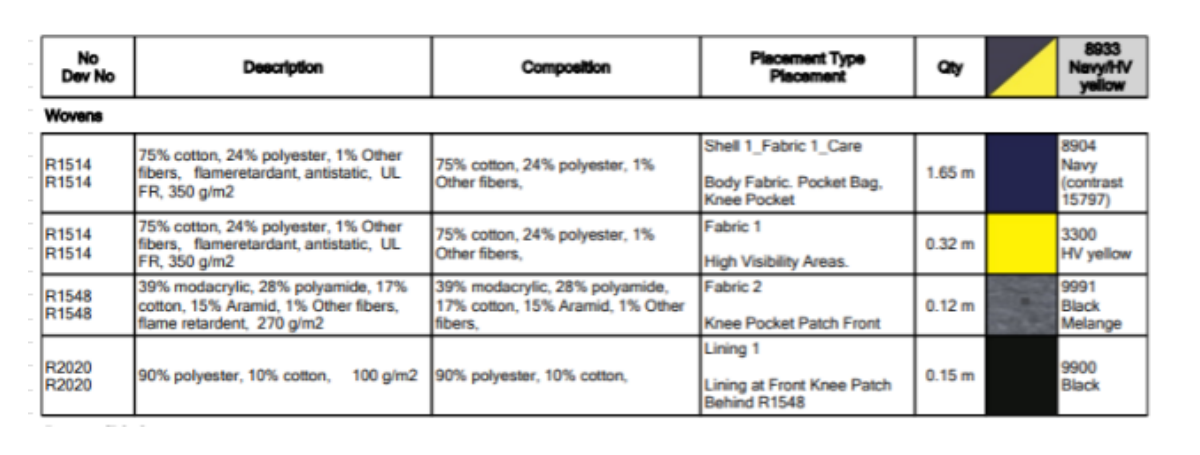 No
Dev No
Description
Composition
Placement Type
Placement
Qty
8933
Navy/HV
yellow
Wovens
R1514
R1514
75% cotton, 24% polyester, 1% Other
fibers, flameretardant, antistatic, UL
FR, 350 g/m2
75% cotton, 24% polyester, 1%
Other fibers,
Shell 1_Fabric 1_Care
Body Fabric. Pocket Bag,
Knee Pocket
1.65 m
8904
Navy
(contrast
15797)
R1514
R1514
75% cotton, 24% polyester, 1% Other
fibers, flameretardant, antistatic, UL
FR, 350 g/m2
75% cotton, 24% polyester, 1%
Other fibers,
Fabric 1
High Visibility Areas.
0.32 m
3300
HV yellow
R1548
R1548
39% modacrylic, 28% polyamide, 17%
cotton, 15% Aramid, 1% Other fibers,
flame retardent, 270 g/m2
39% modacrylic, 28% polyamide,
17% cotton, 15% Aramid, 1% Other
fibers,
Fabric 2
Knee Pocket Patch Front
0.12 m
9991
Black
Melange
R2020
R2020
90% polyester, 10% cotton, 100 g/m2
90% polyester, 10% cotton,
Lining 1
Lining at Front Knee Patch
Behind R1548
0.15 m
9900
Black